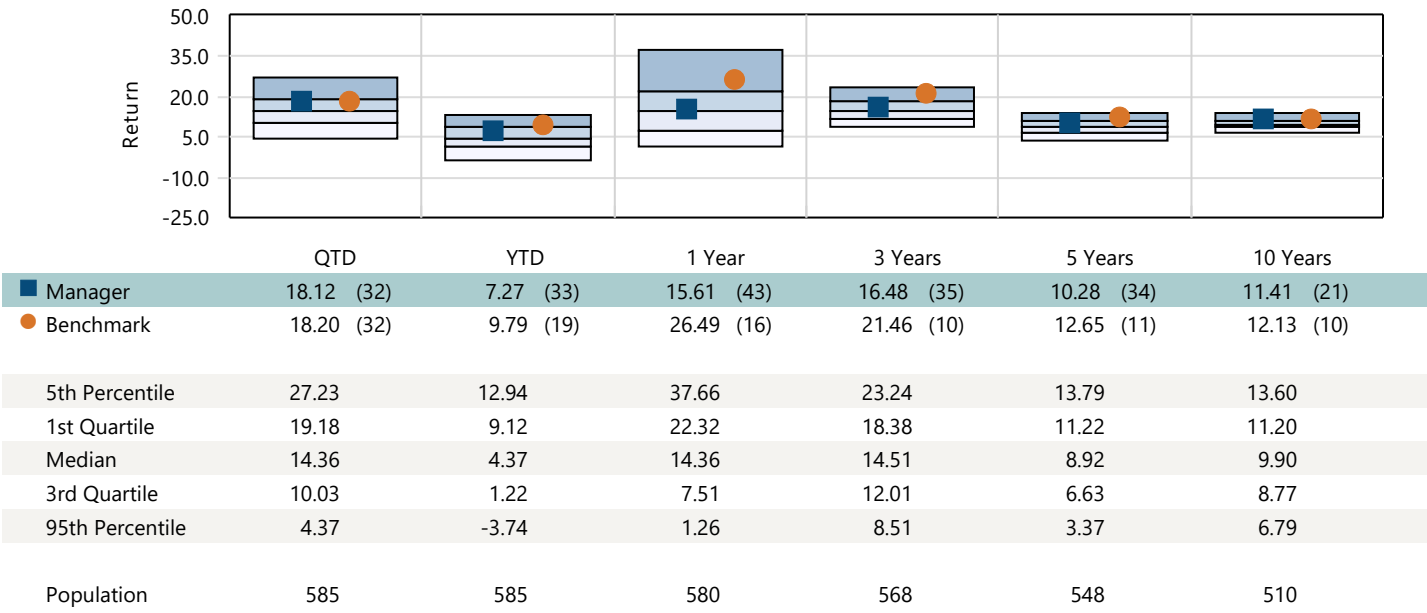 50.0
35.0
20.0
5.0
-10.0
-25.0
Return
QTD YTD 1 Year 3 Years 5 Years 10 Years
Manager 18.12 (32) 7.27 (33) 15.61 (43) 16.48 (35) 10.28 (34) 11.41 (21)
Benchmark 18.20 (32) 9.79 (19) 26.49 (16) 21.46 (10) 12.65 (11) 12.13 (10)
5th Percentile 27.23 12.94 37.66 23.24 13.79 13.60
1st Quartile 19.18 9.12 22.32 18.38 11.22 11.20
Median 14.36 4.37 14.36 14.51 8.92 9.90
3rd Quartile 10.03 1.22 7.51 12.01 6.63 8.77
95th Percentile 4.37 -3.74 1.26 8.51 3.37 6.79
Population 585 585 580 568 548 510